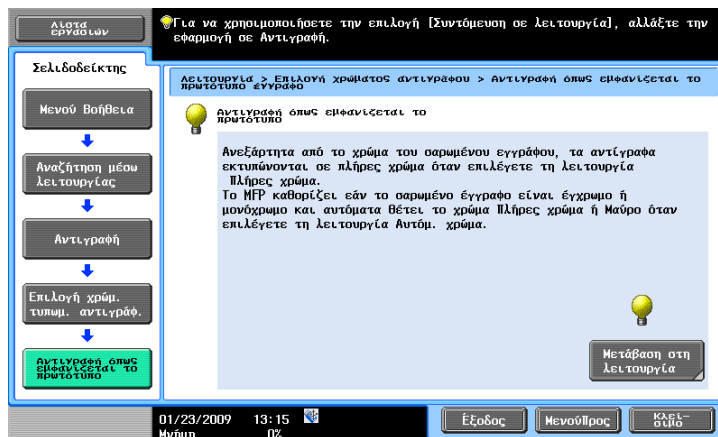 Λίστα
εργασιών
Για να χρησιμοποιήσετε την επιλογή [Συντόμευση σε λειτουργία], αλλάξτε την
εφαρμογή σε Αντιγραφή.
Σελιδοδείκτης
Μενού Βοήθεια
Αναζήτηση μέσω
λειτουργίας
Αντιγραφή
Επιλογή χρώμ.
τυπωμ. αντιγράφ.
Αντιγραφή όπως
εμφανίζεται το
πρωτότυπο
Λειτουργία > Επιλογή χρώματος αντιγράφου > Αντιγραφή όπως εμφανίζεται το
πρωτότυπο έγγραφο
Αντιγραφή όπως εμφανίζεται το
πρωτότυπο
Ανεξάρτητα από το χρώμα του σαρωμένου εγγράφου, τα αντίγραφα
εκτυπώνονται σε πλήρες χρώμα όταν επιλέγετε τη λειτουργία
Πλήρες χρώμα.
Το MFP καθορίζει εάν το σαρωμένο έγγραφο είναι έγχρωμο ή
μονόχρωμο και αυτόματα θέτει το χρώμα Πλήρες χρώμα ή Μαύρο όταν
επιλέγετε τη λειτουργία Αυτόμ. χρώμα.
Μετάβαση στη
λειτουργία
01/23/2009 13:15
Μνήμη 0%
Έξοδος
ΜενούΠρος
Κλεί-
σιμο